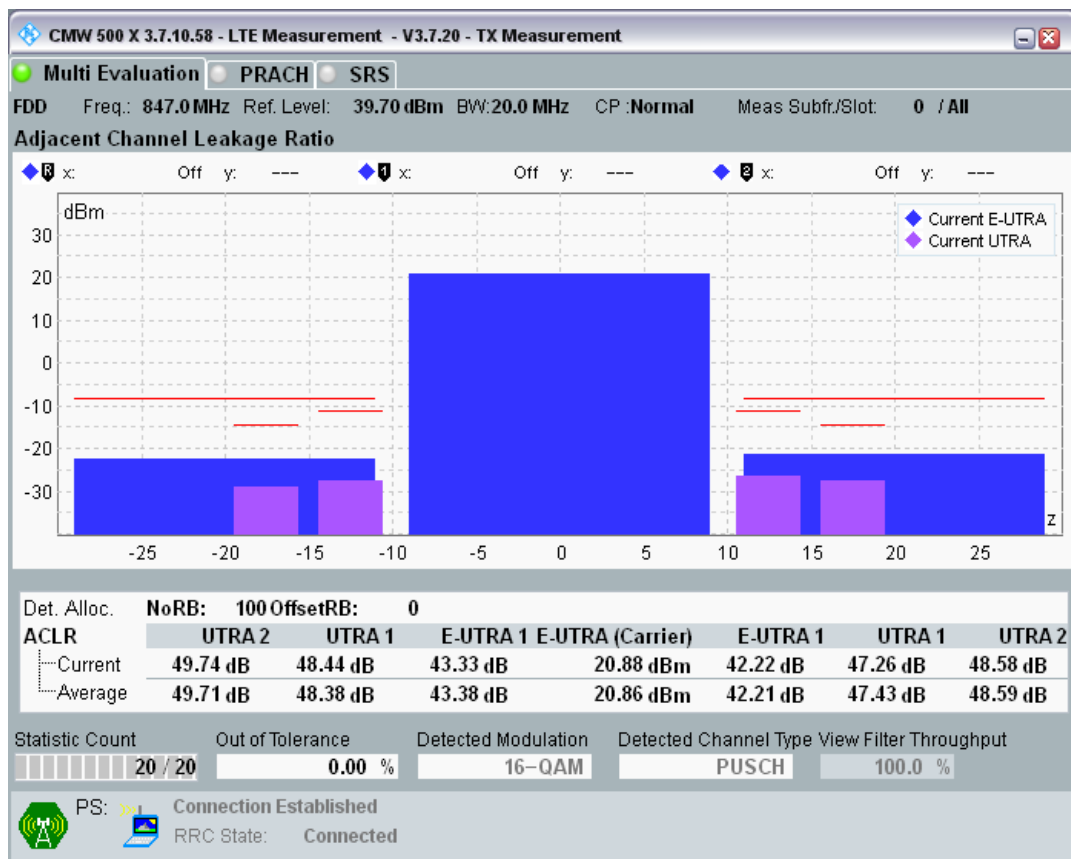 CMW 500 X 3.7.10.58 - LTE Measurement - V3.7.20 - TX Measurement
Multi Evaluation PRACH SRS
FDD Freq.: 847.0 MHz Ref. Level: 39.70 dBm BW:20.0 MHz CP :Normal Meas Subfr./Slot: 0 / All
Adjacent Channel Leakage Ratio
R x: Off y: --- 1 x: Off y: --- 2 x: Off y: ---
dBm
Current E-UTRA
Current UTRA
30
20
10
0
-10
-20
-30
z
-25 -20 -15 -10 -5 0 5 10 15 20 25
Det. Alloc. NoRB: 100 OffsetRB: 0
ACLR UTRA 2 UTRA 1 E-UTRA 1 E-UTRA (Carrier) E-UTRA 1 UTRA 1 UTRA 2
Current 49.74 dB 48.44 dB 43.33 dB 20.88 dBm 42.22 dB 47.26 dB 48.58 dB
Average 49.71 dB 48.38 dB 43.38 dB 20.86 dBm 42.21 dB 47.43 dB 48.59 dB
Statistic Count Out of Tolerance Detected Modulation Detected Channel Type View Filter Throughput
20 / 20 0.00 % 16-QAM PUSCH 100.0 %
PS: Connection Established
RRC State: Connected